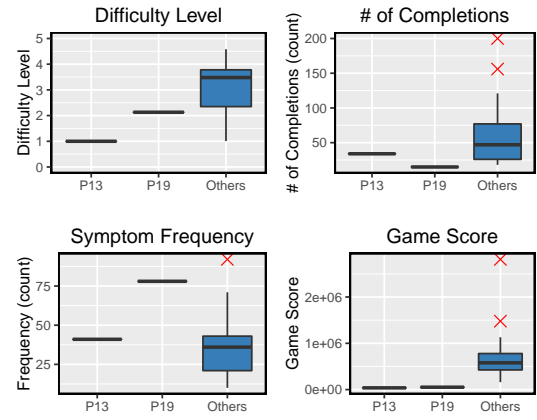 Difficulty Level
Difficulty Level
5
4
3
2
1
0
P13 P19 Others
# of Completions
# of Completions (count)
200
150
100
50
P13 P19 Others
Symptom Frequency
Frequency (count)
75
50
25
P13 P19 Others
Game Score
Game Score
2e+06
1e+06
0e+00
P13 P19 Others